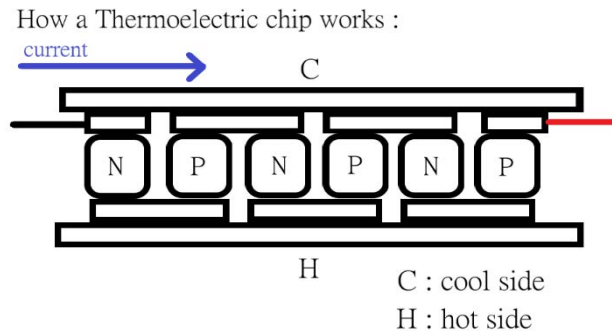 How a Thermoelectric chip works :
current
C
N P N P N P
H
C : cool side
H : hot side